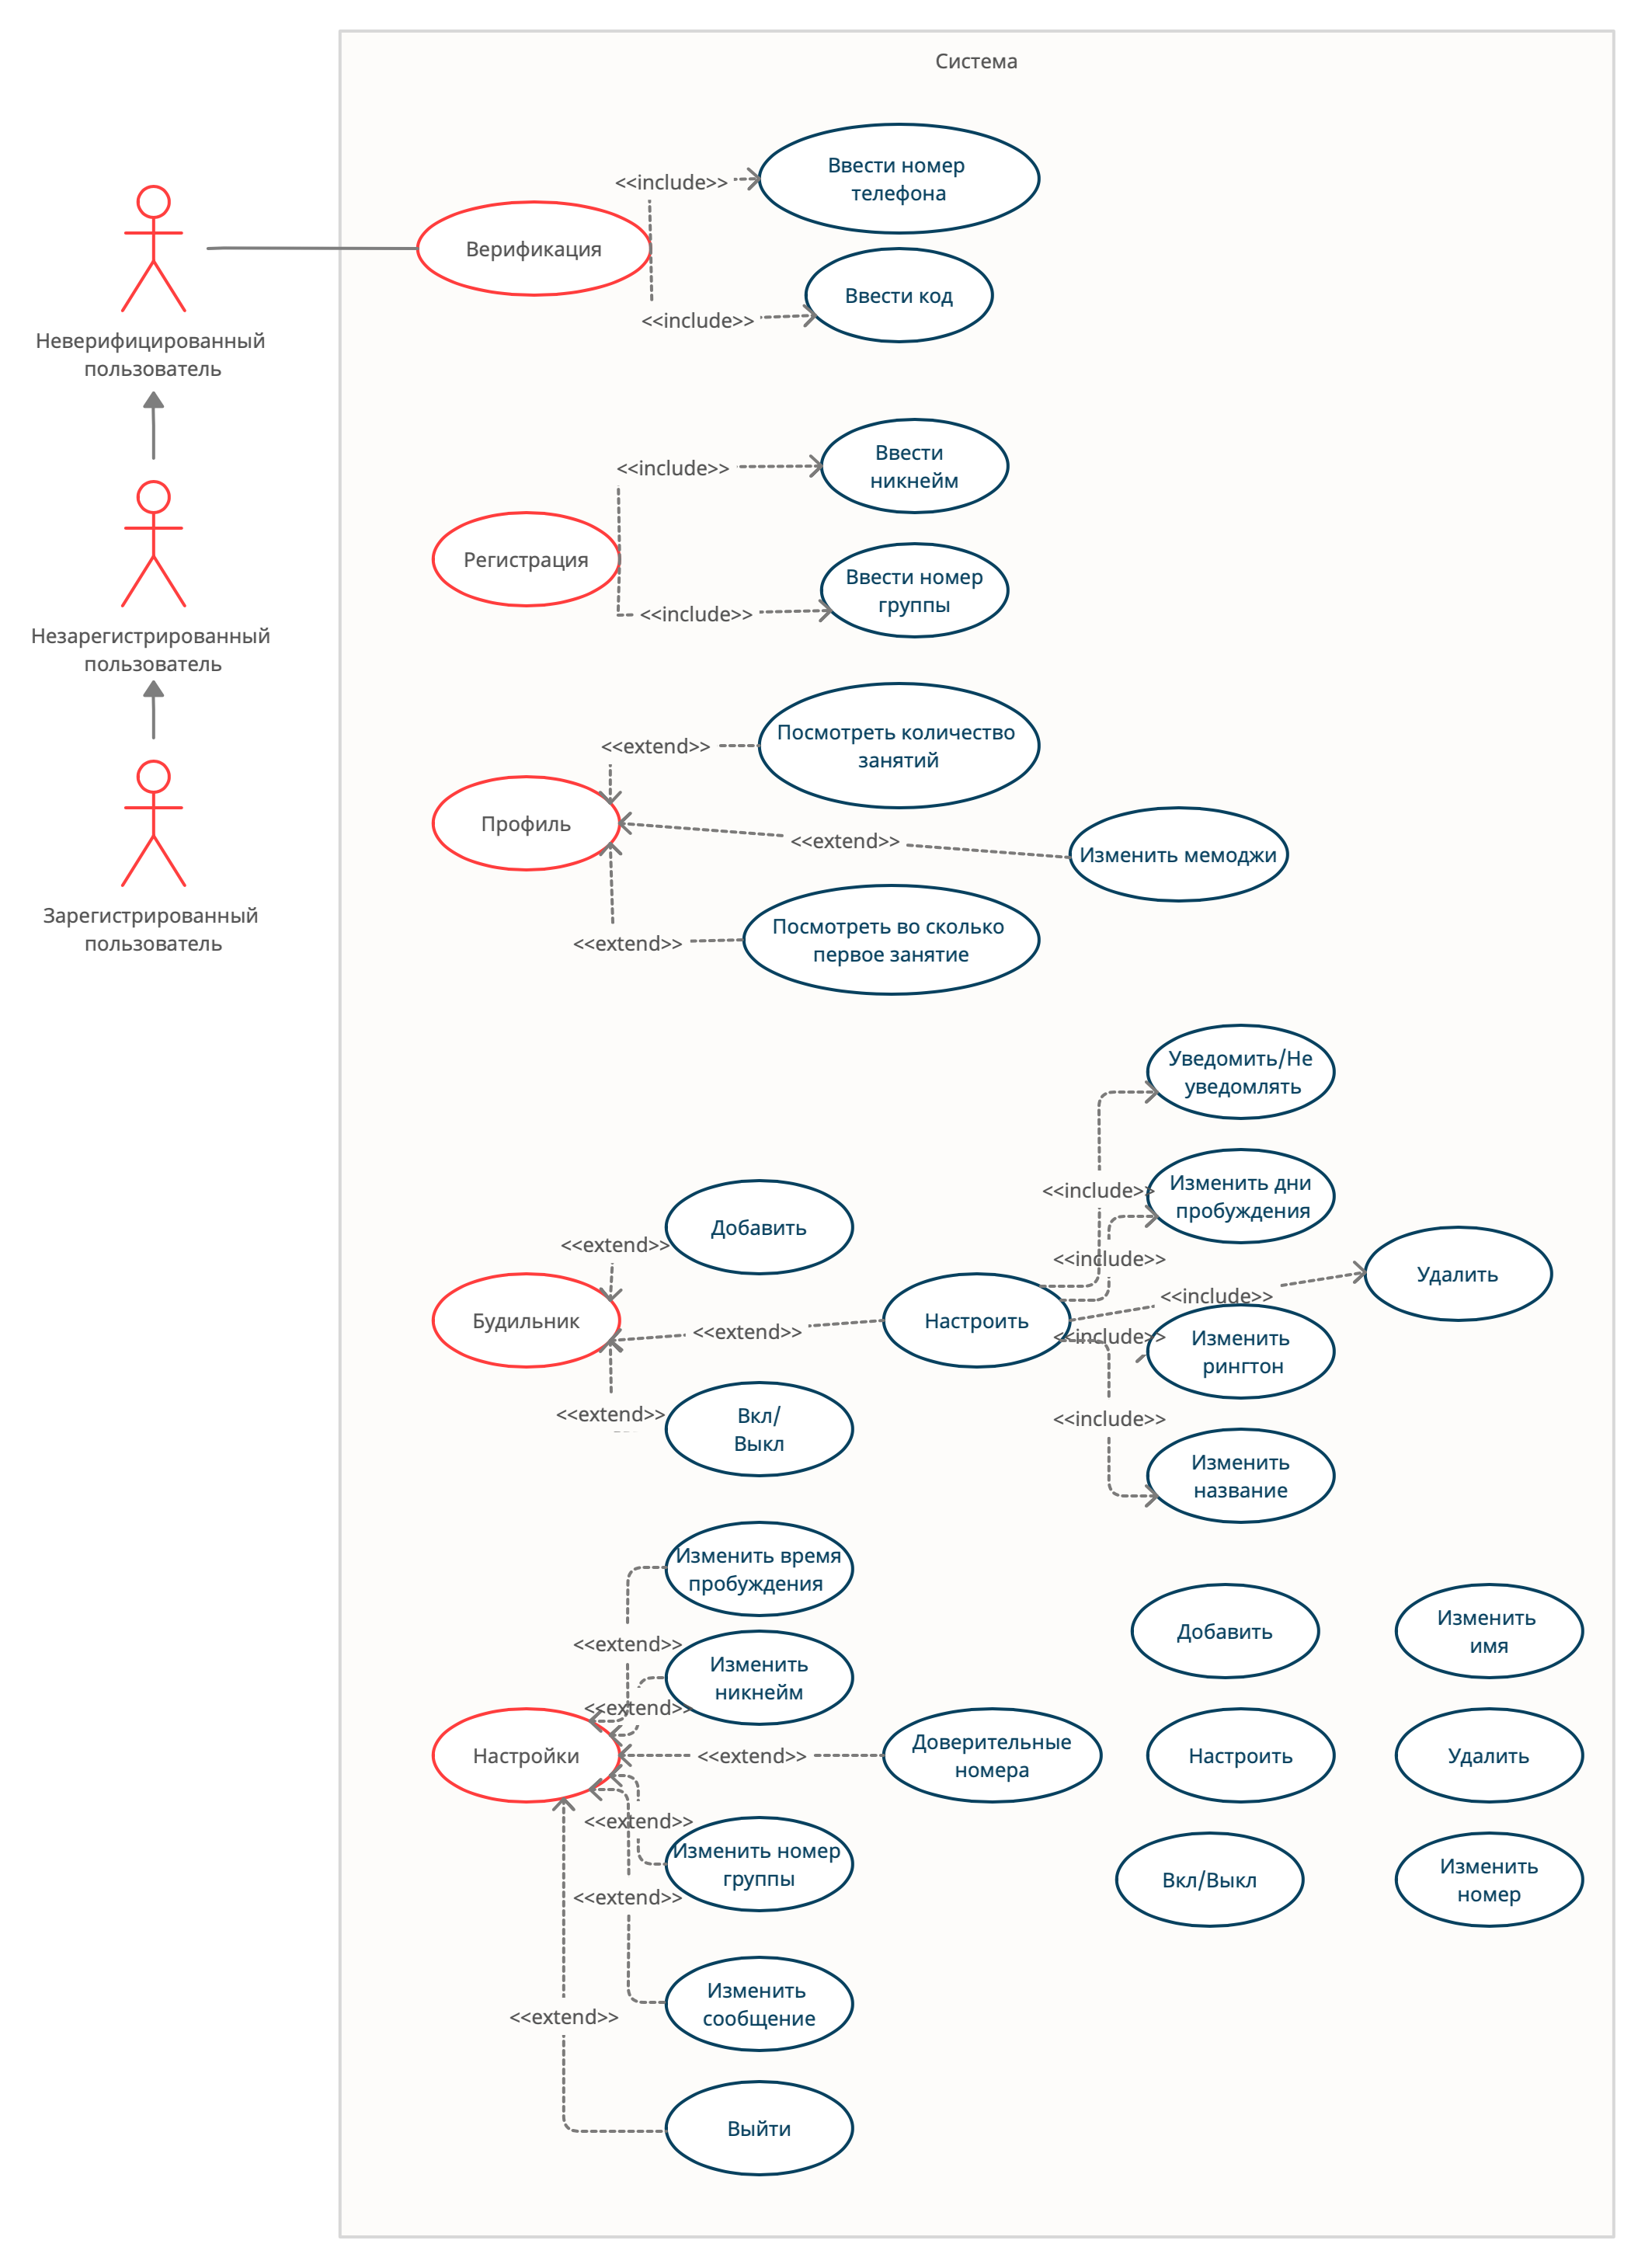 Система
Неверифицированный
пользователь
Незарегистрированный
пользователь
Зарегистрированный
пользователь
Верификация
<<include>>
Ввести номер
телефона
<<include>>
Ввести код
Регистрация
<<include>>
Ввести
никнейм
<<include>>
Ввести номер
группы
Профиль
<<extend>>
Посмотреть количество
занятий
<<extend>>
Изменить мемоджи
<<extend>>
Посмотреть во сколько
первое занятие
Будильник
<<extend>>
Добавить
<<extend>>
Настроить
<<extend>>
Вкл/
Выкл
<<include>>
Уведомить/Не
уведомлять
<<include>>
Изменить дни
пробуждения
<<include>>
Удалить
<<include>>
Изменить
рингтон
<<include>>
Изменить
название
Настройки
<<extend>>
Изменить время
пробуждения
<<extend>>
Изменить
никнейм
<<extend>>
Доверительные
номера
<<extend>>
Изменить номер
группы
<<extend>>
Изменить
сообщение
<<extend>>
Выйти
Добавить
Изменить
имя
Настроить
Удалить
Вкл/Выкл
Изменить
номер